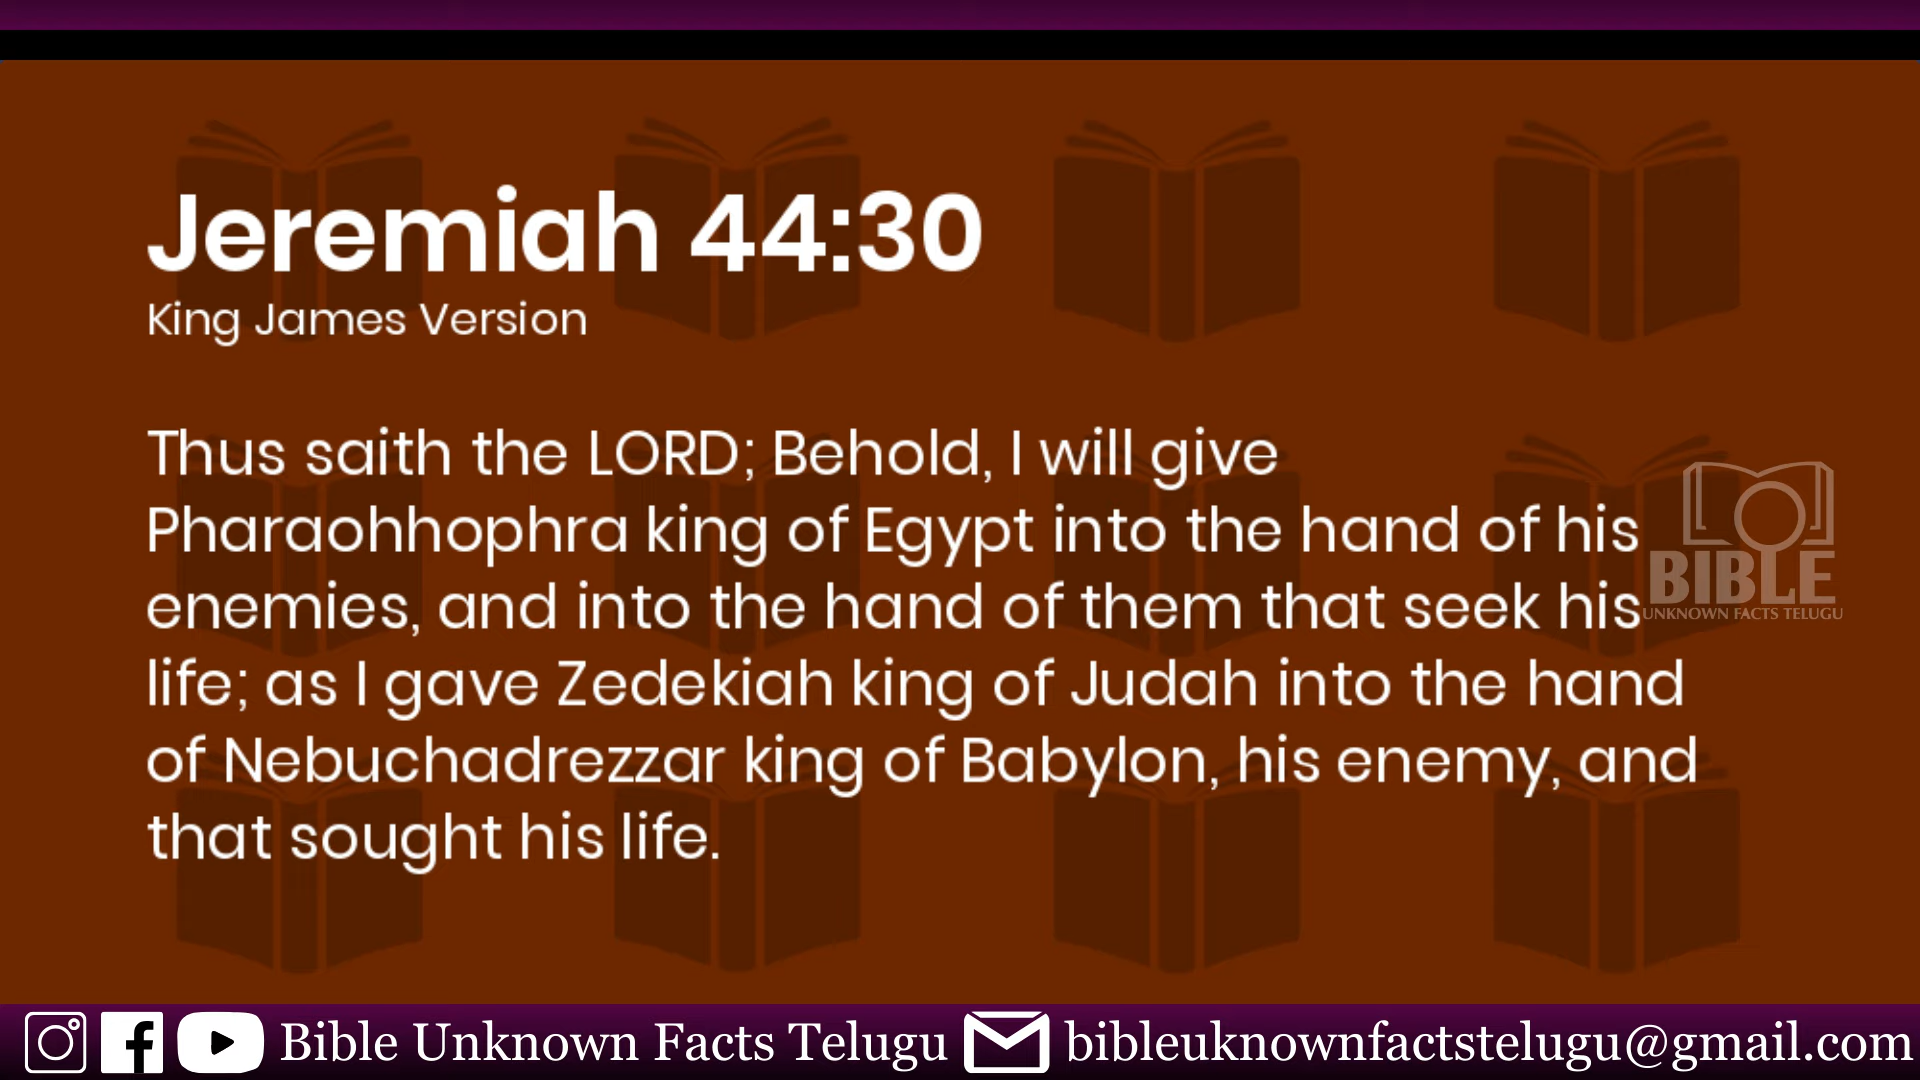 Jeremiah 44:30
King James Version
Thus saith the LORD; Behold, I will give
Pharaohhophra king of Egypt into the hand of his
enemies, and into the hand of them that seek his
life; as I gave Zedekiah king of Judah into the hand
of Nebuchadrezzar king of Babylon, his enemy, and
that sought his life.
BIBLE
UNKNOWN FACTS TELUGU
Bible Unknown Facts Telugu bibleuknownfactstelugu@gmail.com